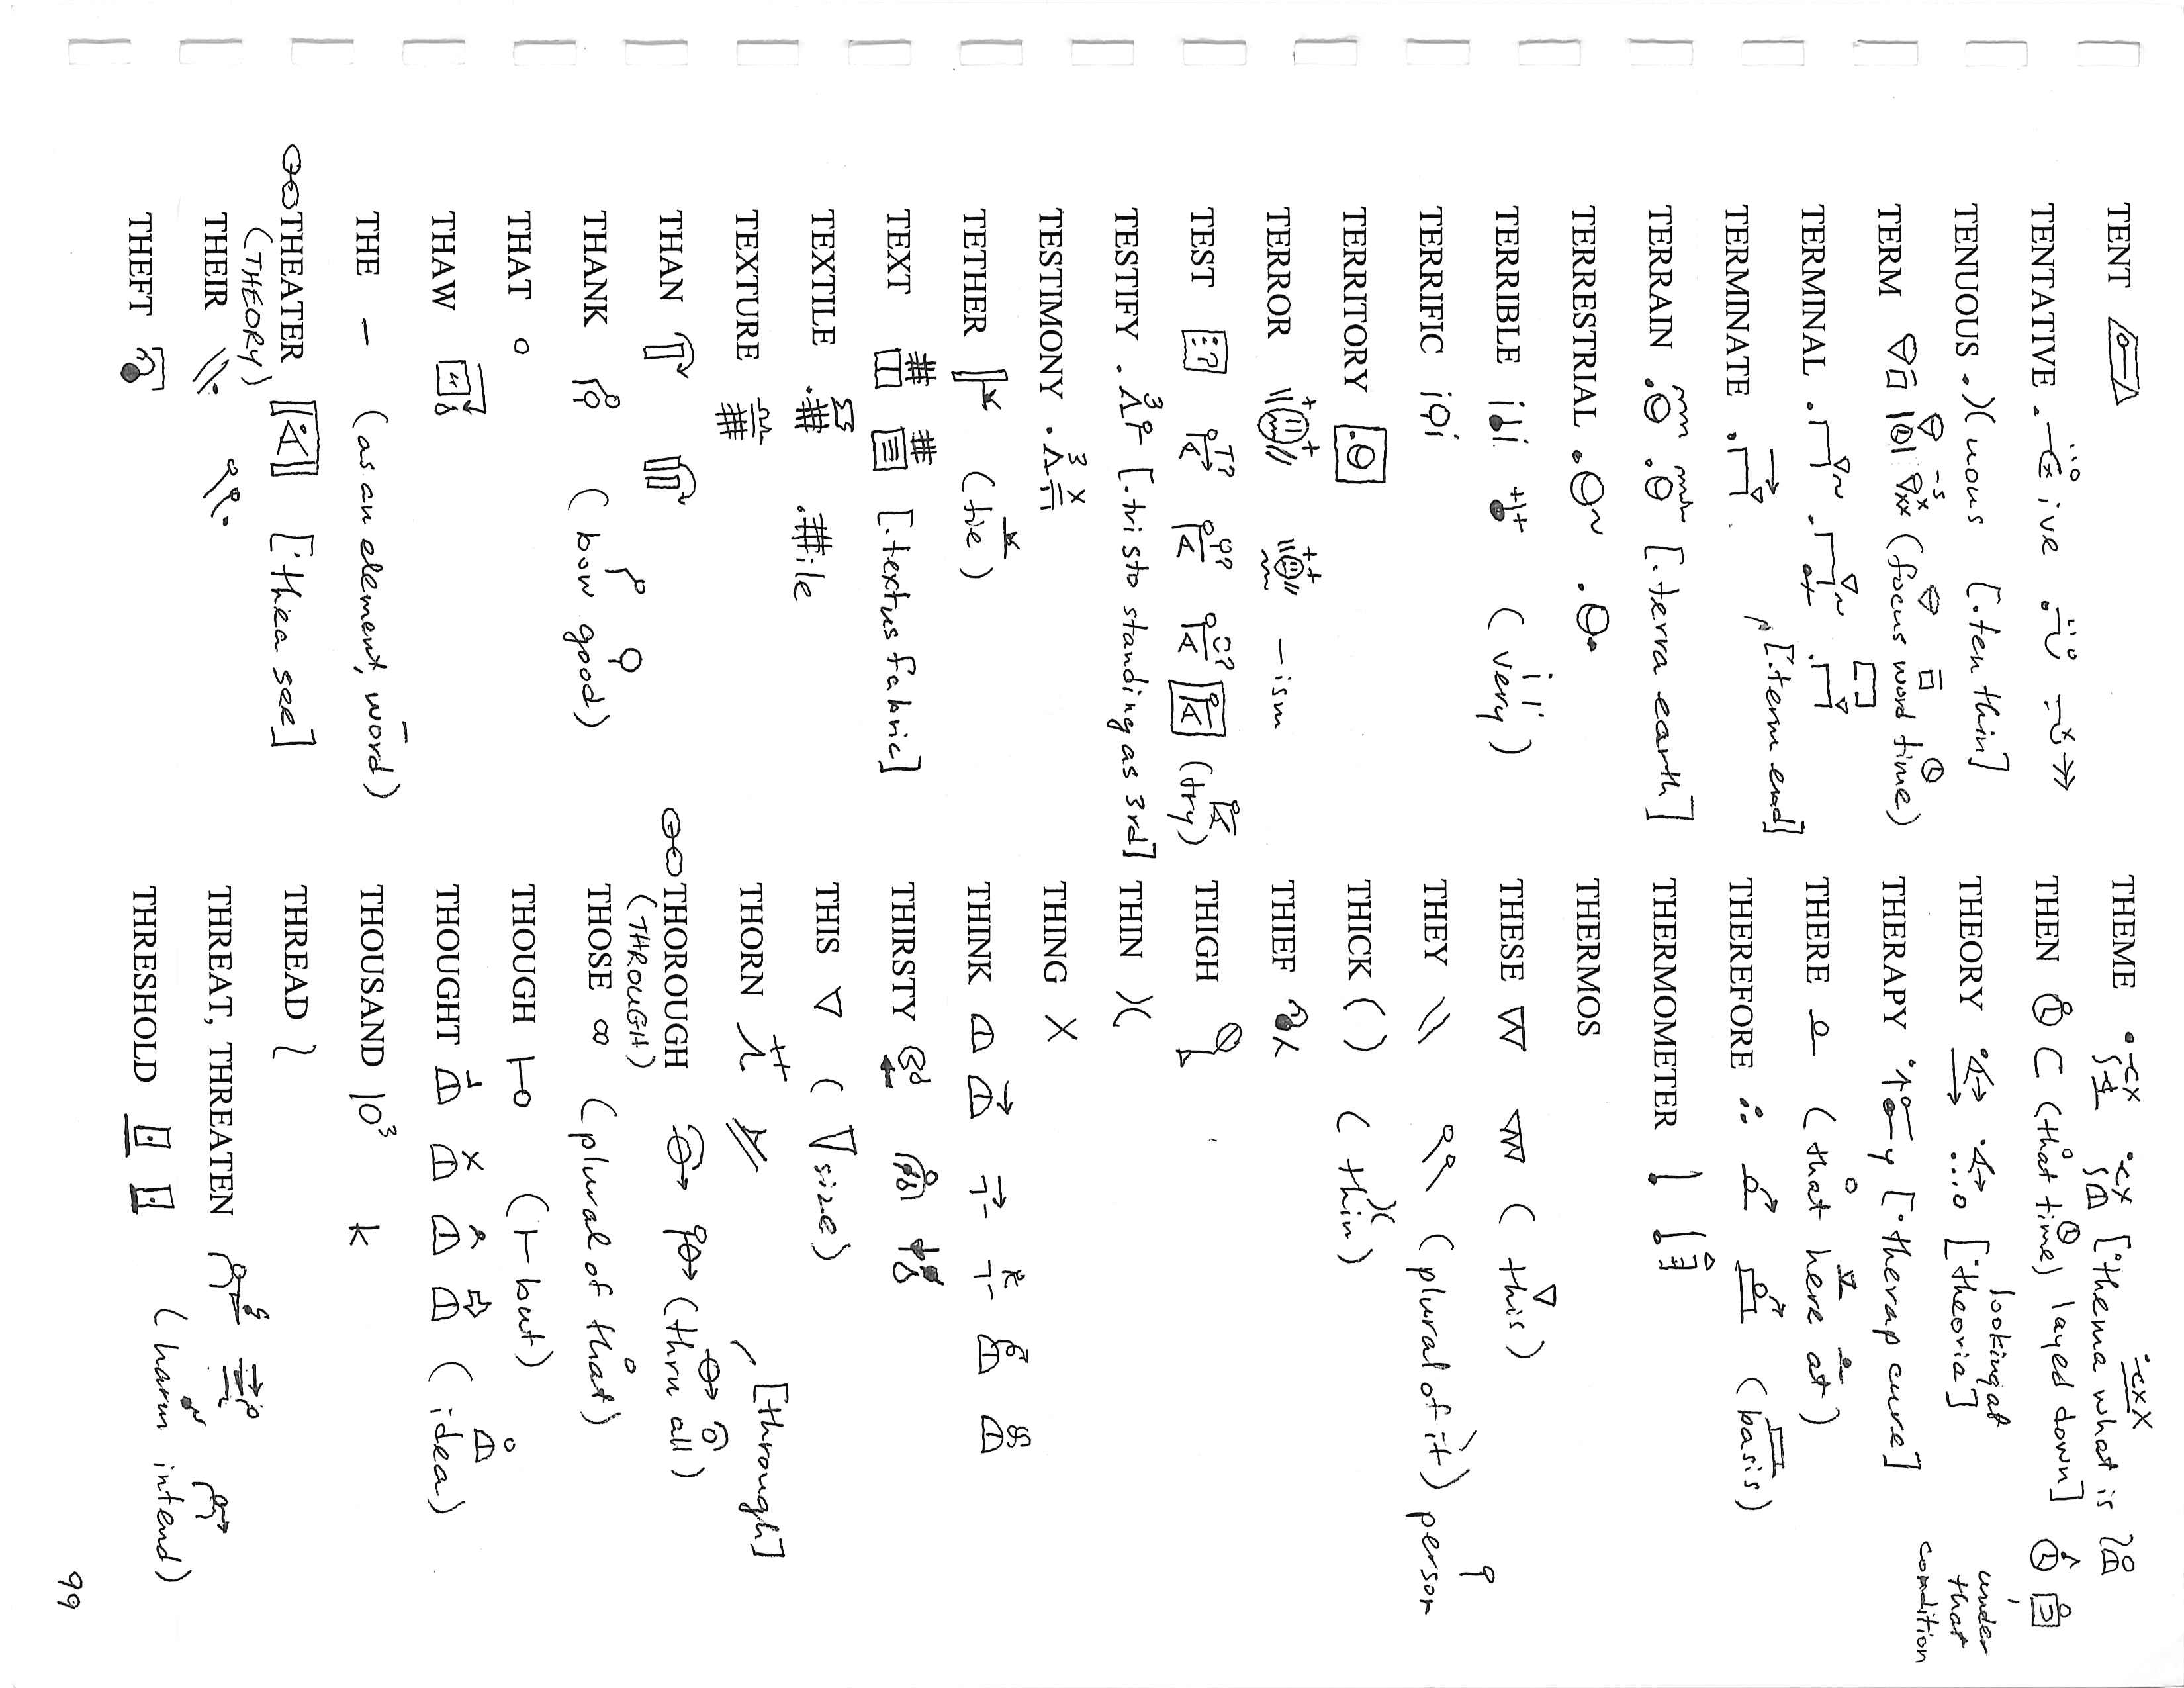 TENT
TENTATIVE ive
TENUOUS .)( uous [.ten thin]
TERM (focus word time)
TERMINAL
TERMINATE [.term end]
TERRAIN [.terra earth]
TERRESTRIAL
TERRIBLE (very)
TERRIFIC
TERRITORY
TERROR -ism
TEST (try)
TESTIFY [.tristo standing as 3rd]
TESTIMONY
TETHER (tie)
TEXT [.textus fabric]
TEXTILE ile
TEXTURE
THAN
THANK (bow good)
THAT
THAW
THE – (as an element, word)
THEATER [·thea see]
(THEORY)
THEIR
THEFT
THEME [·thema what is layed down]
THEN (that time)
under that condition
THEORY [·theoria] looking at
THERAPY y [·therap cure]
THERE (that here at)
THEREFORE ∴ (basis)
THERMOMETER
THERMOS
THESE (this)
THEY (plural of it) person
THICK ( ) (thin)
THIEF
THIGH
THIN )(
THING X
THINK
THIRSTY
THIS (size)
THORN
THOROUGH (thru all) [through]
(THROUGH)
THOSE (plural of that)
THOUGH (but)
THOUGHT (idea)
THOUSAND 10³ k
THREAD
THREAT, THREATEN (harm intend)
THRESHOLD
99